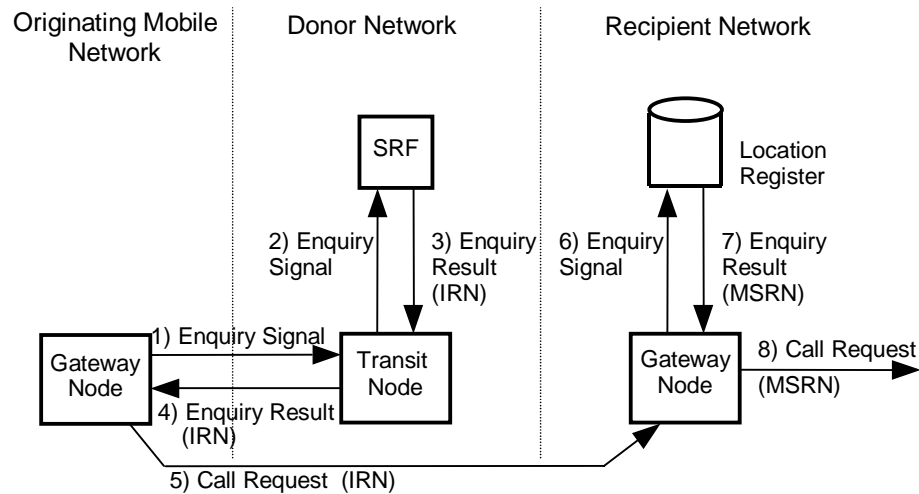 Originating Mobile
Network
Donor Network
Recipient Network
SRF
Location
Register
2) Enquiry
Signal
3) Enquiry
Result
(IRN)
6) Enquiry
Signal
7) Enquiry
Result
(MSRN)
1) Enquiry Signal
Gateway
Node
Transit
Node
Gateway
Node
8) Call Request
(MSRN)
4) Enquiry Result
(IRN)
5) Call Request (IRN)